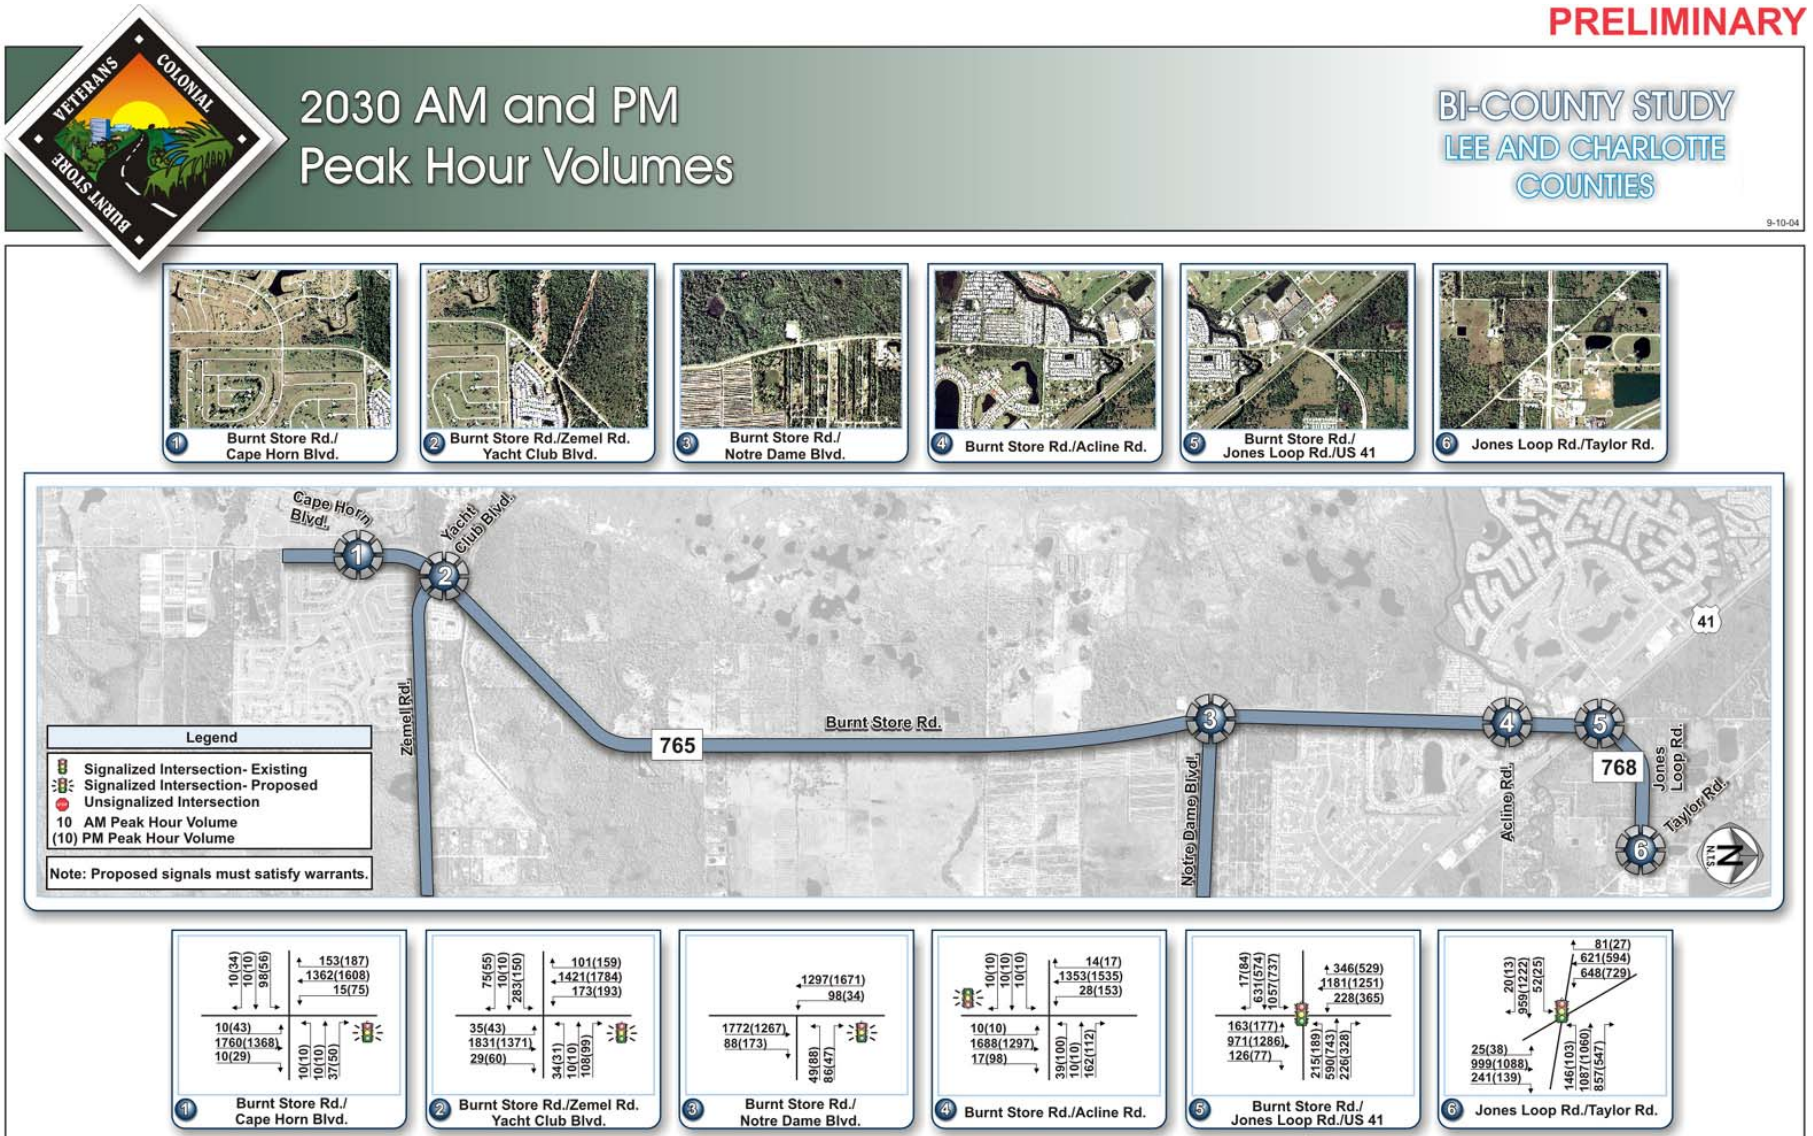 PRELIMINARY
VETERANS
COLONIAL
BURNT STORE
2030 AM and PM
Peak Hour Volumes
BI-COUNTY STUDY
LEE AND CHARLOTTE
COUNTIES
9-10-04
1
Burnt Store Rd./
Cape Horn Blvd.
2
Burnt Store Rd./Zemel Rd.
Yacht Club Blvd.
3
Burnt Store Rd./
Notre Dame Blvd.
4
Burnt Store Rd./Acline Rd.
5
Burnt Store Rd./
Jones Loop Rd./US 41
6
Jones Loop Rd./Taylor Rd.
Cape Horn
Blvd.
Yacht
Club Blvd.
1
2
3
4
5
6
41
Zemel Rd.
765
Burnt Store Rd.
Notre Dame Blvd.
Acline Rd.
768
Jones
Loop Rd.
Taylor Rd.
N
N.T.S
Legend
Signalized Intersection- Existing
Signalized Intersection- Proposed
Unsignalized Intersection
10 AM Peak Hour Volume
(10) PM Peak Hour Volume
Note: Proposed signals must satisfy warrants.
10(34)
10(10)
98(56)
153(187)
1362(1608)
15(75)
10(43)
1760(1368)
10(29)
10(10)
10(10)
37(50)
1
Burnt Store Rd./
Cape Horn Blvd.
75(55)
10(10)
283(150)
101(159)
1421(1784)
173(193)
35(43)
1831(1371)
29(60)
34(31)
10(10)
108(99)
2
Burnt Store Rd./Zemel Rd.
Yacht Club Blvd.
1297(1671)
98(34)
1772(1267)
88(173)
49(88)
86(47)
3
Burnt Store Rd./
Notre Dame Blvd.
10(10)
10(10)
10(10)
14(17)
1353(1535)
28(153)
10(10)
1688(1297)
17(98)
39(100)
10(10)
162(112)
4
Burnt Store Rd./Acline Rd.
177(84)
631(574)
1057(737)
346(529)
1181(1251)
228(365)
163(177)
971(1286)
126(77)
215(189)
590(743)
226(328)
5
Burnt Store Rd./
Jones Loop Rd./US 41
20(13)
959(1222)
52(25)
81(27)
621(594)
648(729)
25(38)
999(1088)
241(139)
146(103)
1087(1060)
857(547)
6
Jones Loop Rd./Taylor Rd.